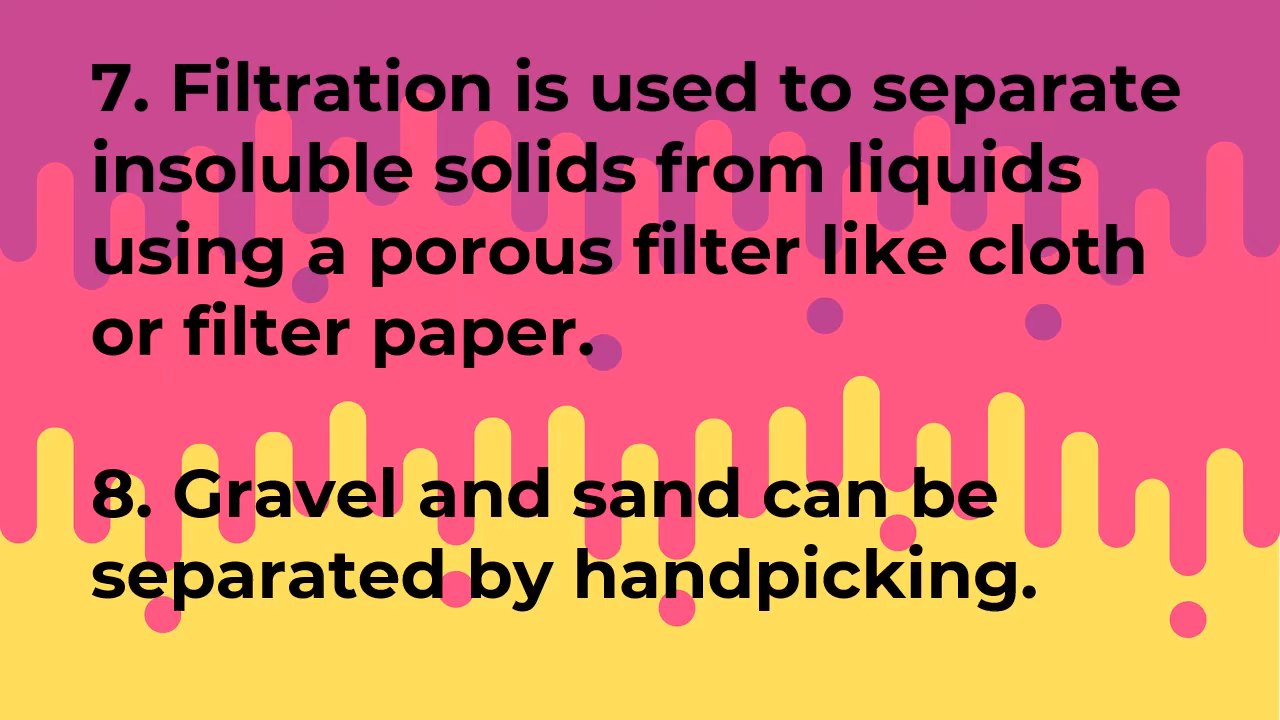 7. Filtration is used to separate
insoluble solids from liquids
using a porous filter like cloth
or filter paper.
8. Gravel and sand can be
separated by handpicking.